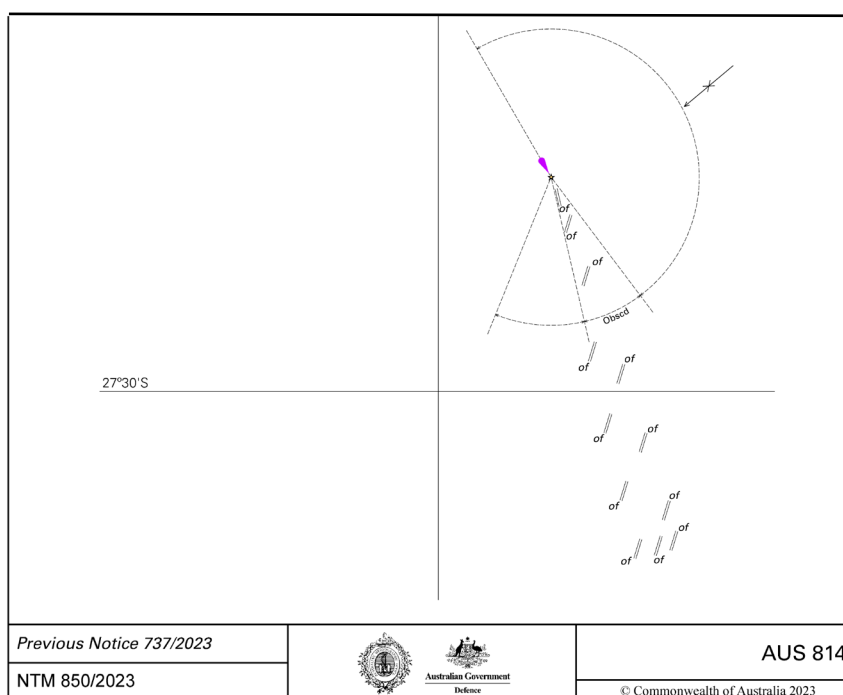 of
of
of
Obscd
of
of
27°30'S
of
of
of
of
of
of
of
of
Previous Notice 737/2023
NTM 850/2023
Australian Government
Defence
AUS 814
© Commonwealth of Australia 2023